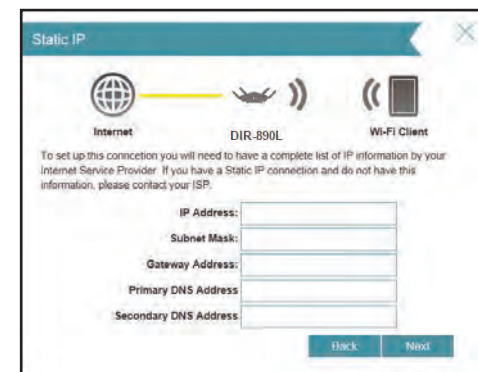 Static IP
Internet
DIR-890L
Wi-Fi Client
To set up this conncetion you will need to have a complete list of IP information by your
Internet Service Provider. If you have a Static IP connection and do not have this
information, please contact your ISP.
IP Address:
Subnet Mask:
Gateway Address:
Primary DNS Address
Secondary DNS Address
Back
Next